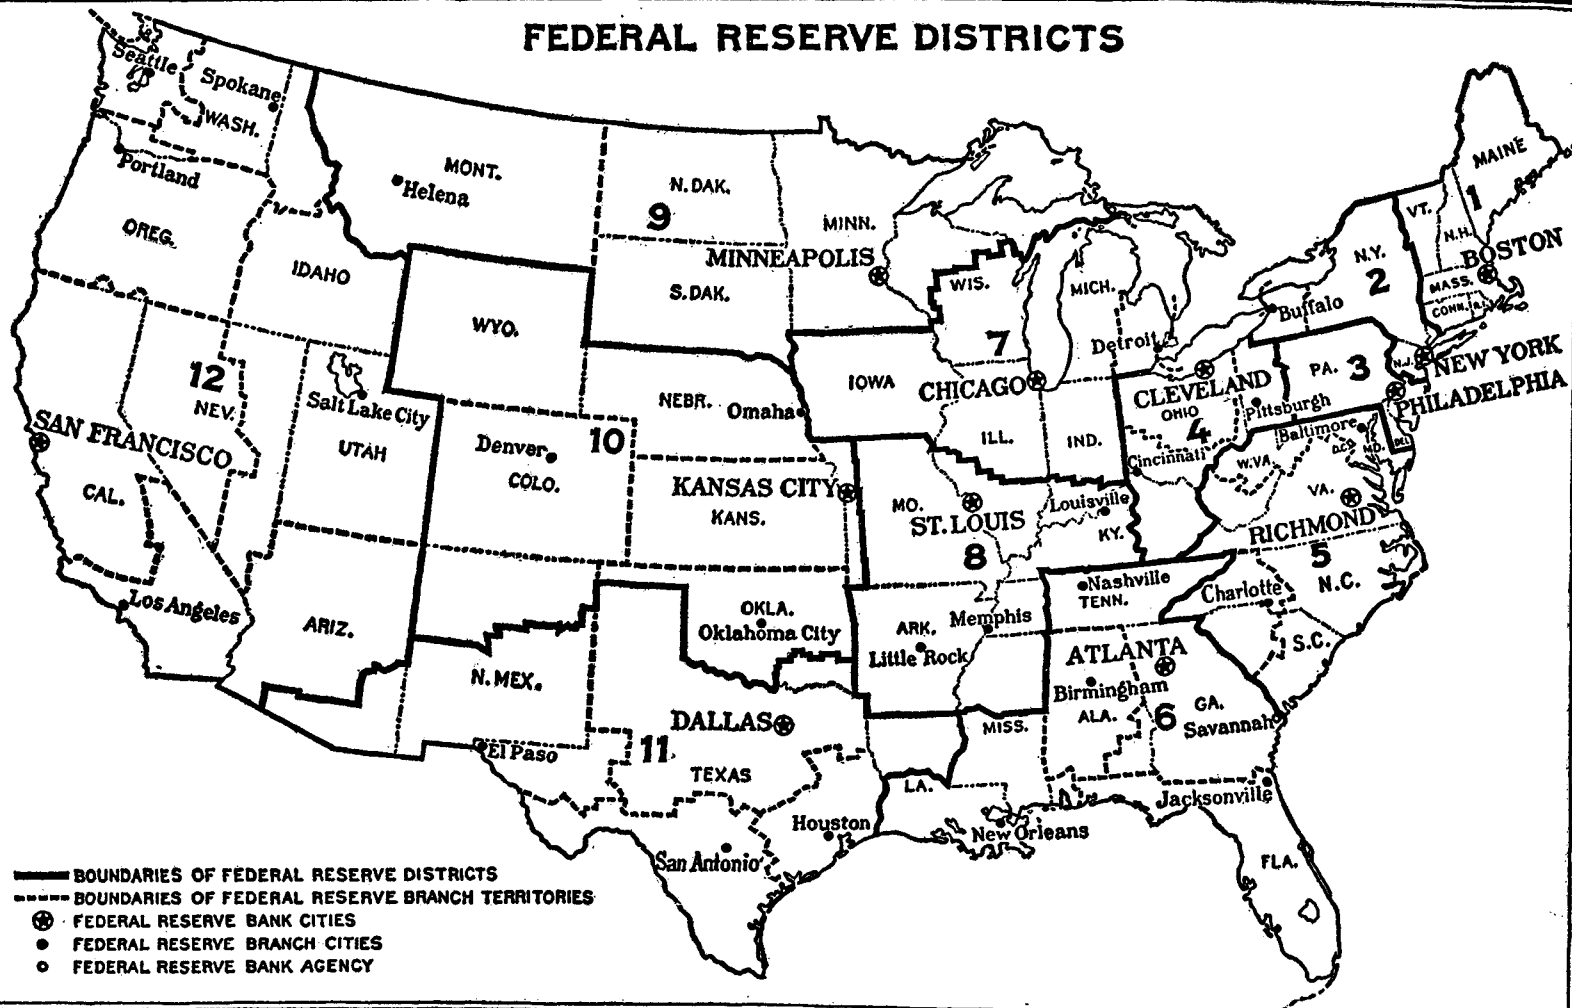 FEDERAL RESERVE DISTRICTS
Seattle
Spokane
WASH.
Portland
OREG.
MONT.
Helena
IDAHO
N. DAK.
9
S. DAK.
MINN.
MINNEAPOLIS
WIS.
MICH.
7
Detroit
MAINE
VT.
1
N.H.
BOSTON
MASS.
CONN.
R.I.
N.Y.
2
Buffalo
NEW YORK
N.J.
PA.
3
PHILADELPHIA
WYO.
12
NEV.
SAN FRANCISCO
CAL.
Salt Lake City
UTAH
Los Angeles
ARIZ.
NEBR.
Omaha
Denver
10
COLO.
KANSAS CITY
KANS.
IOWA
CHICAGO
ILL.
IND.
CLEVELAND
OHIO
4
Pittsburgh
Cincinnati
Baltimore
D.C.
M.D.
DEL.
W.VA.
VA.
RICHMOND
5
N.C.
Charlotte
S.C.
MO.
ST. LOUIS
8
Louisville
KY.
Nashville
TENN.
Memphis
ARK.
Little Rock
OKLA.
Oklahoma City
N. MEX.
El Paso
DALLAS
11
TEXAS
Houston
San Antonio
LA.
New Orleans
MISS.
ATLANTA
Birmingham
ALA.
6
GA.
Savannah
Jacksonville
FLA.
BOUNDARIES OF FEDERAL RESERVE DISTRICTS
BOUNDARIES OF FEDERAL RESERVE BRANCH TERRITORIES
FEDERAL RESERVE BANK CITIES
FEDERAL RESERVE BRANCH CITIES
FEDERAL RESERVE BANK AGENCY